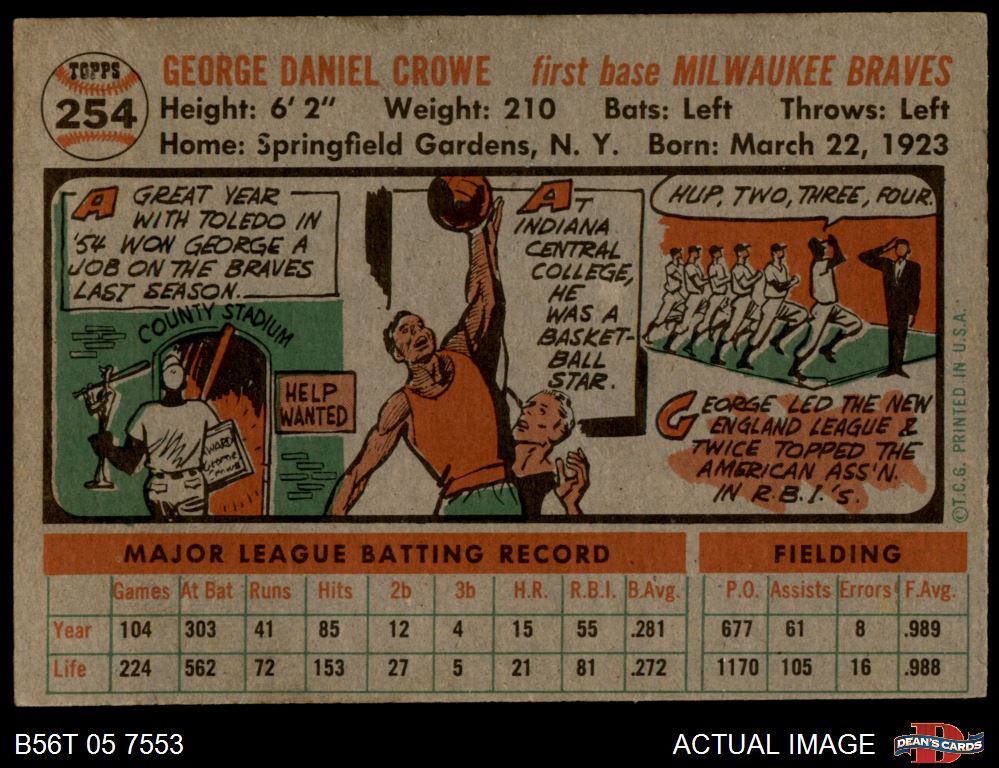 TOPPS
254
GEORGE DANIEL CROWE first base MILWAUKEE BRAVES
Height: 6' 2" Weight: 210 Bats: Left Throws: Left
Home: Springfield Gardens, N. Y. Born: March 22, 1923
A GREAT YEAR
WITH TOLEDO IN
'54 WON GEORGE A
JOB ON THE BRAVES
LAST SEASON.
COUNTY STADIUM
HELP
WANTED
AT
INDIANA
CENTRAL
COLLEGE,
HE
WAS A
BASKET-
BALL
STAR.
HUP, TWO, THREE, FOUR.
GEORGE LED THE NEW
ENGLAND LEAGUE &
TWICE TOPPED THE
AMERICAN ASS'N.
IN R.B.I.'s.
©T.C.G. PRINTED IN U.S.A.
MAJOR LEAGUE BATTING RECORD FIELDING
Games At Bat Runs Hits 2b 3b H.R. R.B.I. B.Avg. P.O. Assists Errors F.Avg.
Year 104 303 41 85 12 4 15 55 .281 677 61 8 .989
Life 224 562 72 153 27 5 21 81 .272 1170 105 16 .988
B56T 05 7553
ACTUAL IMAGE
DEAN'S CARDS